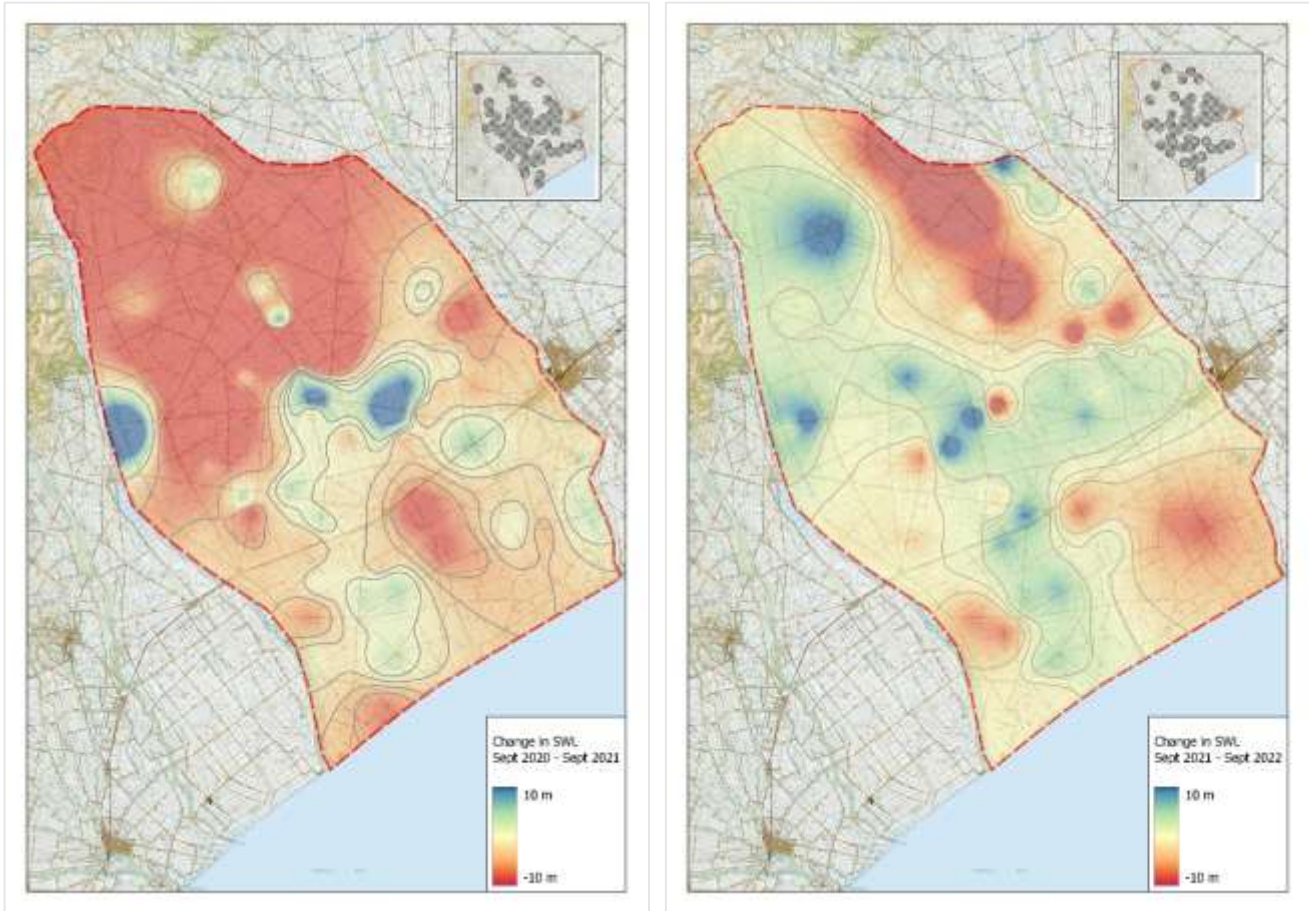 Change in SWL
Sept 2020 - Sept 2021
10 m
-10 m
Change in SWL
Sept 2021 - Sept 2022
10 m
-10 m